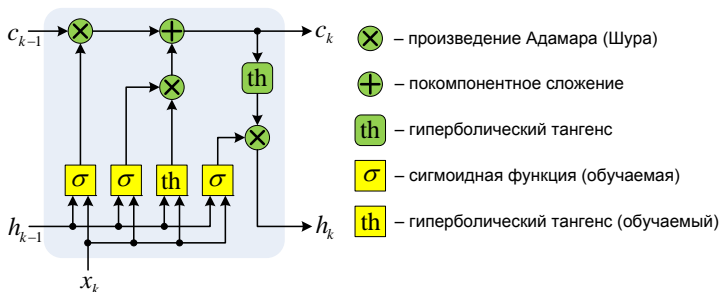 c_{k-1} × + c_k
× th
×
σ σ th σ
h_{k-1} h_k
x_k
× – произведение Адамара (Шура)
+ – покомпонентное сложение
th – гиперболический тангенс
σ – сигмоидная функция (обучаемая)
th – гиперболический тангенс (обучаемый)